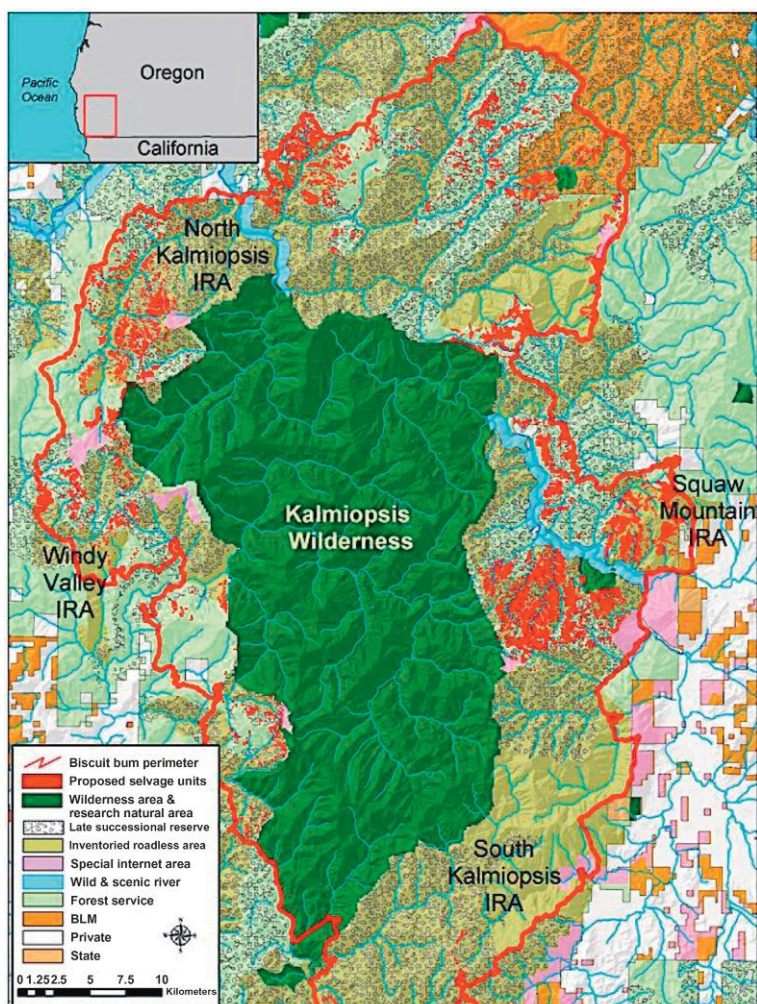 Pacific
Ocean
Oregon
California
North
Kalmiopsis
IRA
Kalmiopsis
Wilderness
Squaw
Mountain
IRA
Windy
Valley
IRA
South
Kalmiopsis
IRA
Biscuit bum perimeter
Proposed selvage units
Wilderness area &
research natural area
Late successional reserve
Inventoried roadless area
Special internet area
Wild & scenic river
Forest service
BLM
Private
State
N
0 1.25 2.5 5 7.5 10
Kilometers